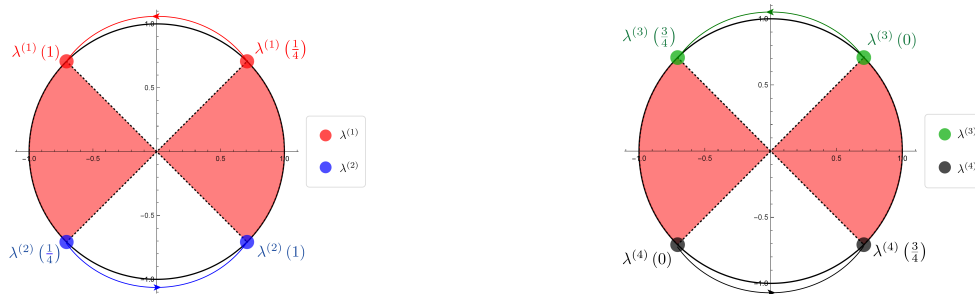 1.0
λ^{(1)} (1)
λ^{(1)} (1/4)
0.5
-1.0 -0.5 0.5 1.0
-0.5
λ^{(2)} (1/4)
λ^{(2)} (1)
-1.0
λ^{(1)}
λ^{(2)}
1.0
λ^{(3)} (3/4)
λ^{(3)} (0)
0.5
-1.0 -0.5 0.5 1.0
-0.5
λ^{(4)} (0)
λ^{(4)} (3/4)
-1.0
λ^{(3)}
λ^{(4)}